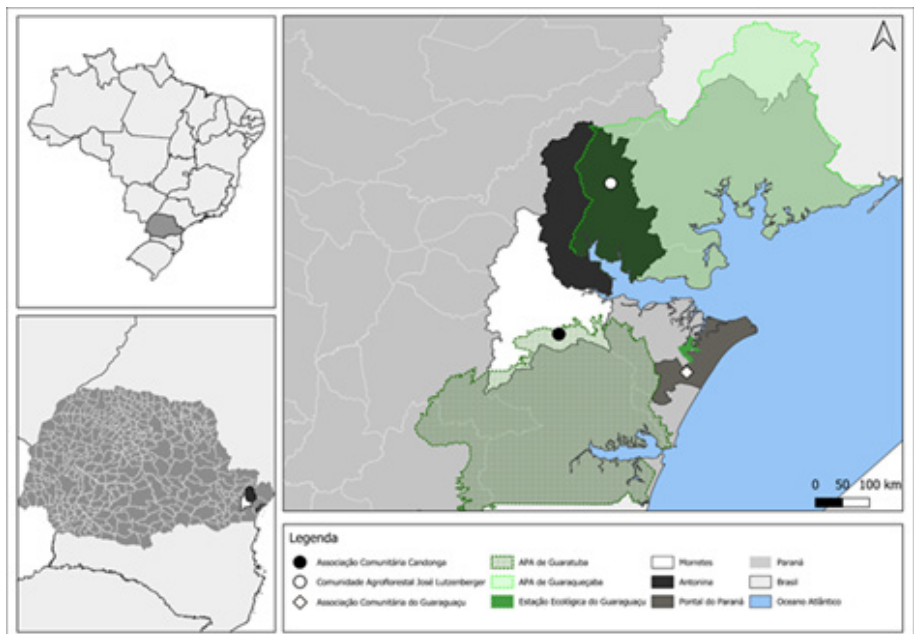 0 50 100 km
Legenda
Associação Comunitária Candonga
Comunidade Agroflorestal José Lutzenberger
Associação Comunitária do Guaraguaçu
APA de Guaratuba
APA de Guaraqueçaba
Estação Ecológica do Guaraguaçu
Morretes
Antonina
Pontal do Paraná
Paraná
Brasil
Oceano Atlântico